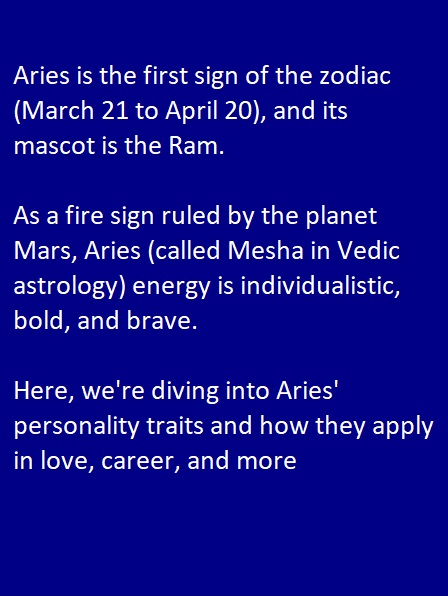 Aries is the first sign of the zodiac
(March 21 to April 20), and its
mascot is the Ram.
As a fire sign ruled by the planet
Mars, Aries (called Mesha in Vedic
astrology) energy is individualistic,
bold, and brave.
Here, we're diving into Aries'
personality traits and how they apply
in love, career, and more